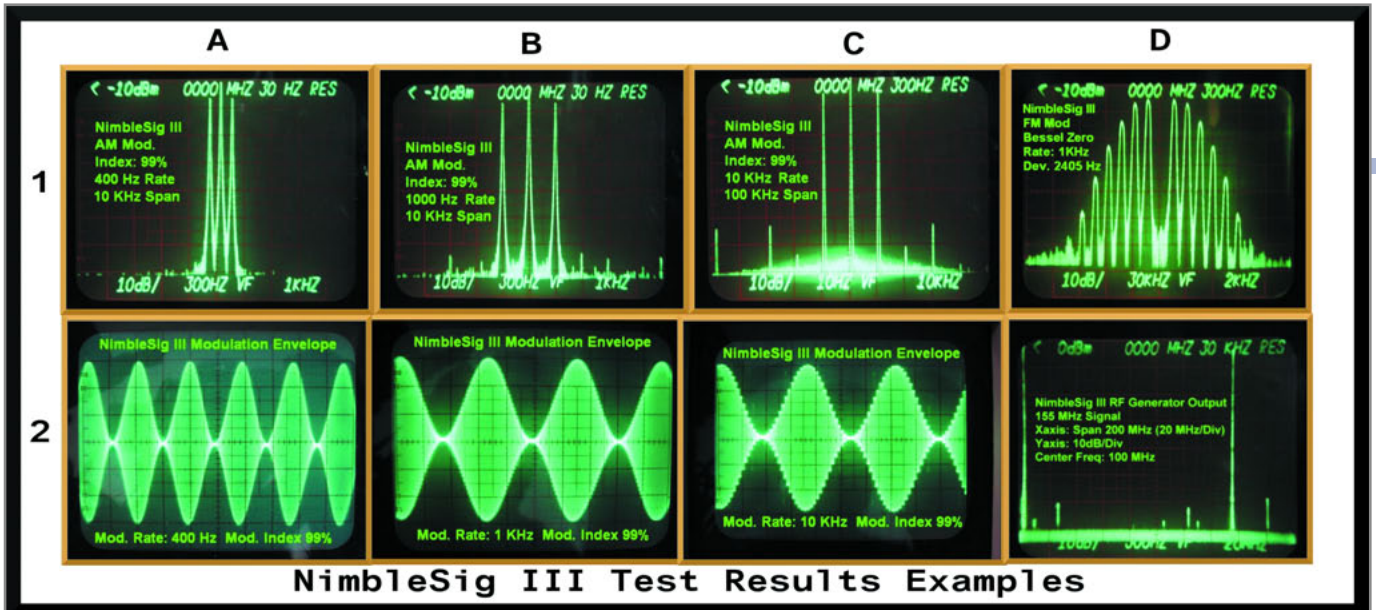 A B C D
1
< -10dBm 0000 MHZ 30 HZ RES
NimbleSig III
AM Mod.
Index: 99%
400 Hz Rate
10 KHz Span
10dB/ 300HZ VF 1KHZ
< -10dBm 0000 MHZ 30 HZ RES
NimbleSig III
AM Mod.
Index: 99%
1000 Hz Rate
10 KHz Span
10dB/ 300HZ VF 1KHZ
< -10dBm 0000 MHZ 300HZ RES
NimbleSig III
AM Mod.
Index: 99%
10 KHz Rate
100 KHz Span
10dB/ 10HZ VF 10KHZ
< -10dBm 0000 MHZ 300HZ RES
NimbleSig III
FM Mod
Bessel Zero
Rate: 1KHz
Dev. 2405 Hz
10dB/ 30KHZ VF 2KHZ
2
NimbleSig III Modulation Envelope
Mod. Rate: 400 Hz Mod. Index 99%
NimbleSig III Modulation Envelope
Mod. Rate: 1 KHz Mod. Index 99%
NimbleSig III Modulation Envelope
Mod. Rate: 10 KHz Mod. Index 99%
< 0dBm 0000 MHZ 30 KHZ RES
NimbleSig III RF Generator Output
155 MHz Signal
Xaxis: Span 200 MHz (20 MHz/Div)
Yaxis: 10dB/Div
Center Freq: 100 MHz
10dB/ 300HZ VF 20MHZ
NimbleSig III Test Results Examples